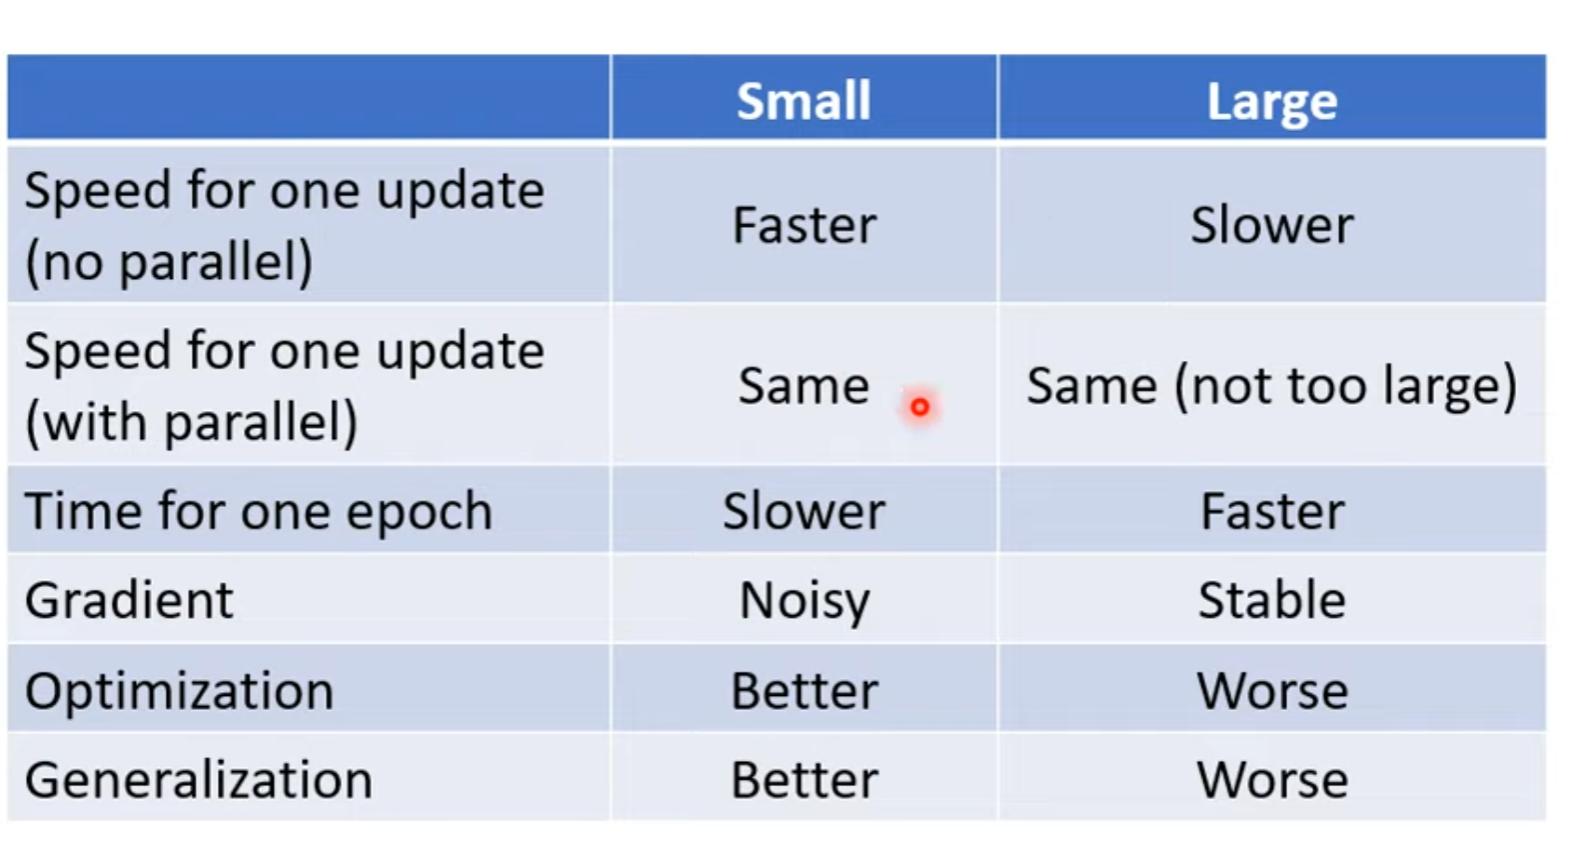 Small Large
Speed for one update
(no parallel)
Faster Slower
Speed for one update
(with parallel)
Same Same (not too large)
Time for one epoch Slower Faster
Gradient Noisy Stable
Optimization Better Worse
Generalization Better Worse